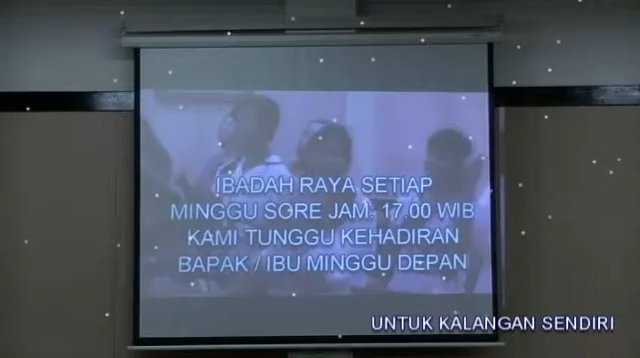 IBADAH RAYA SETIAP
MINGGU SORE JAM. 17.00 WIB
KAMI TUNGGU KEHADIRAN
BAPAK / IBU MINGGU DEPAN
UNTUK KALANGAN SENDIRI